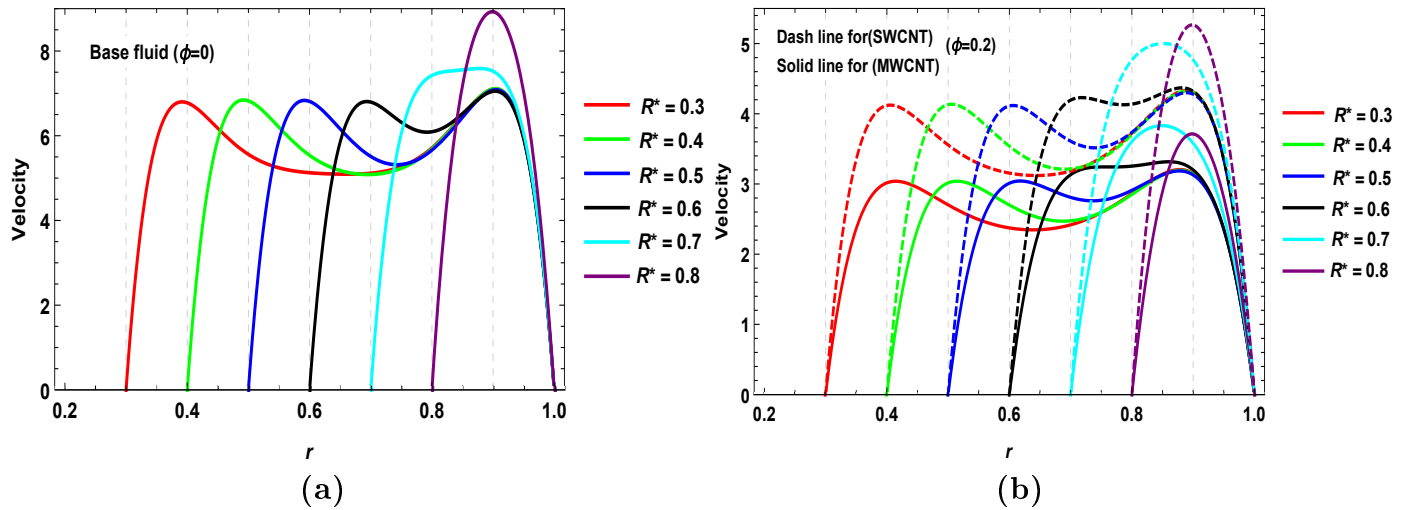 Base fluid (ϕ=0)
Velocity
8
6
4
2
0
0.2
0.4
0.6
0.8
1.0
r
R* = 0.3
R* = 0.4
R* = 0.5
R* = 0.6
R* = 0.7
R* = 0.8
(a)
Dash line for(SWCNT) (ϕ=0.2)
Solid line for (MWCNT)
Velocity
5
4
3
2
1
0
0.2
0.4
0.6
0.8
1.0
r
R* = 0.3
R* = 0.4
R* = 0.5
R* = 0.6
R* = 0.7
R* = 0.8
(b)